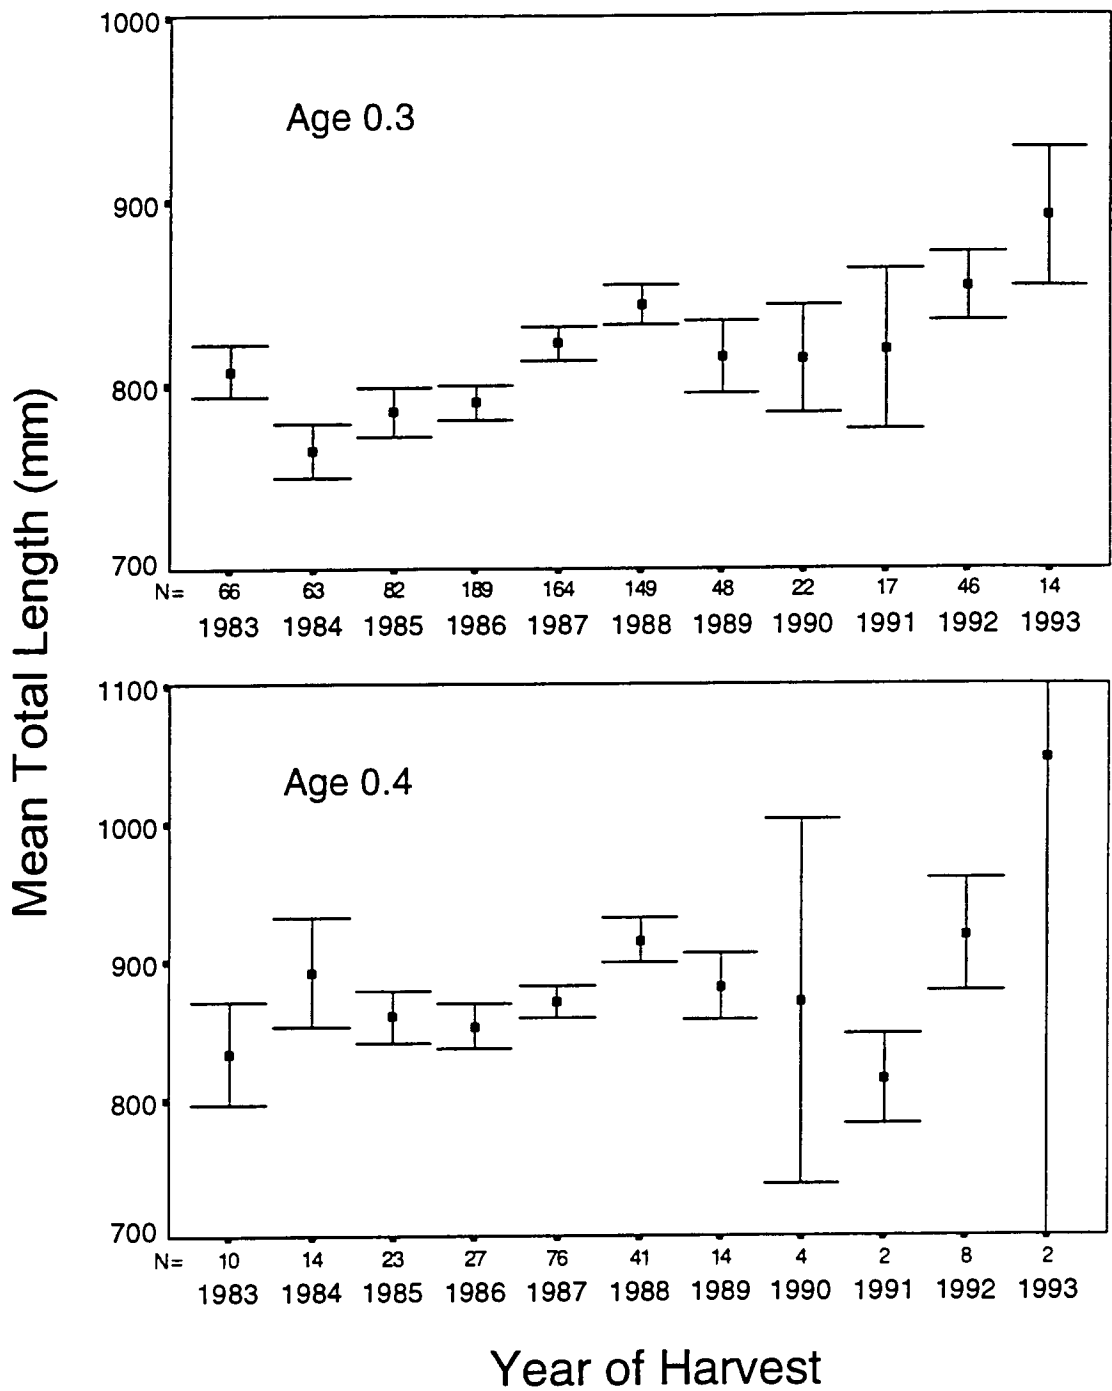 Mean Total Length (mm)
1000
Age 0.3
900
800
700
N= 66 63 82 189 164 149 48 22 17 46 14
1983 1984 1985 1986 1987 1988 1989 1990 1991 1992 1993
1100
Age 0.4
1000
900
800
700
N= 10 14 23 27 76 41 14 4 2 8 2
1983 1984 1985 1986 1987 1988 1989 1990 1991 1992 1993
Year of Harvest